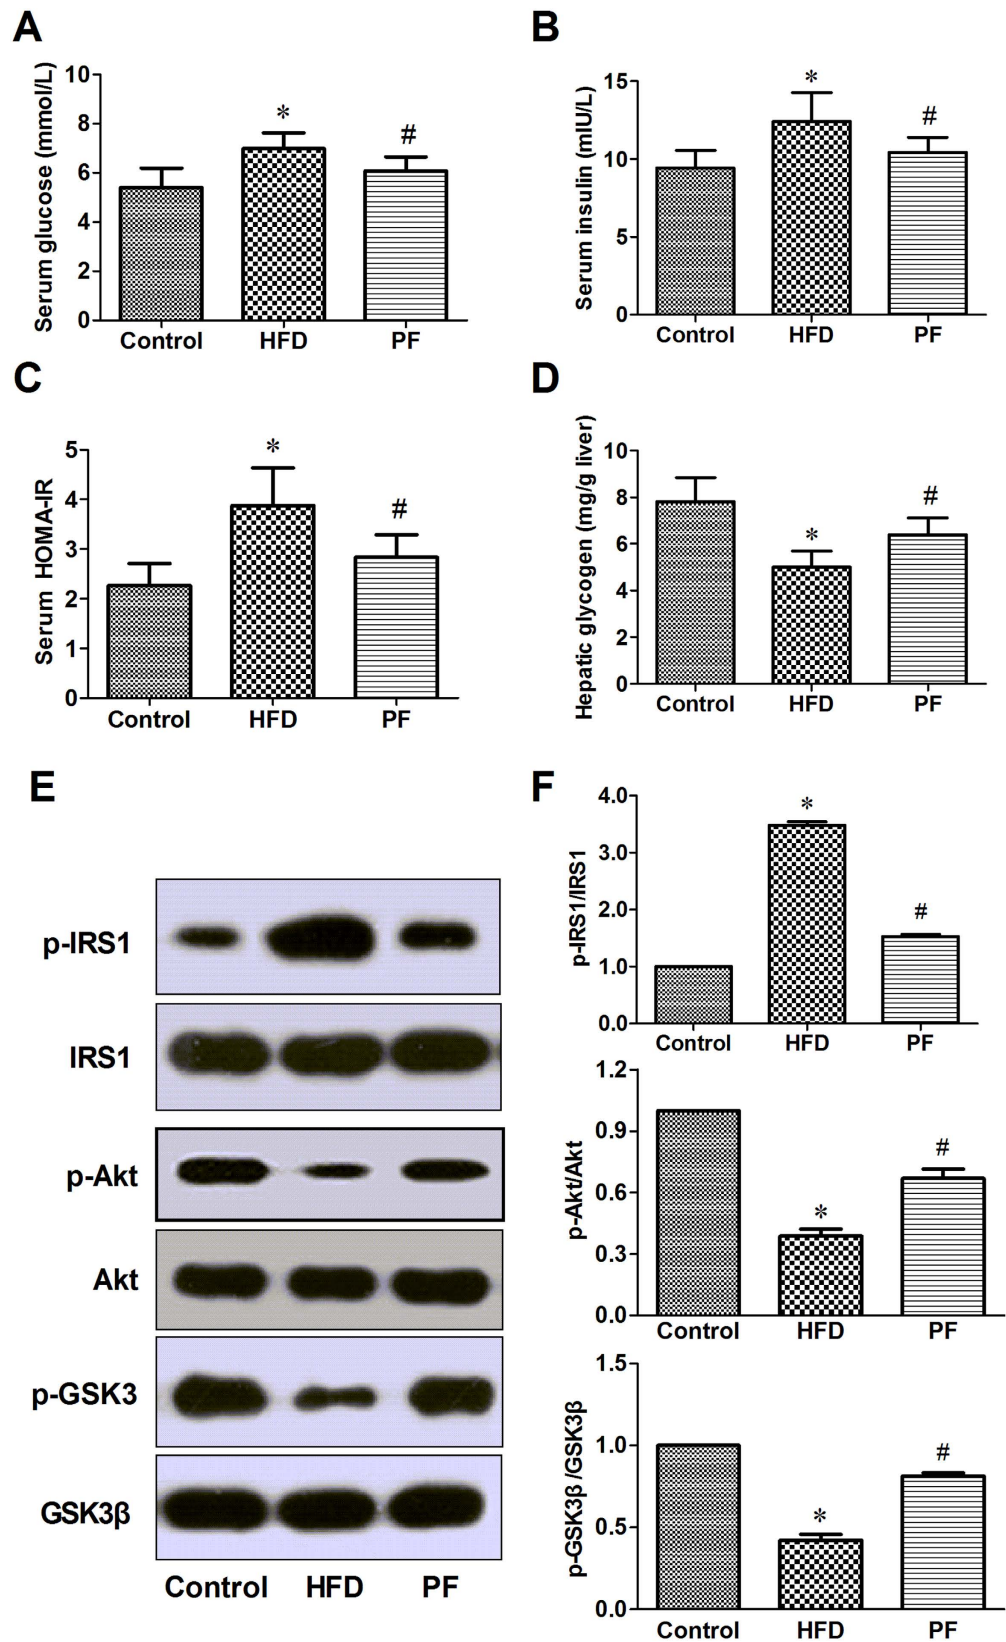 A
Serum glucose (mmol/L)
10
8
6
4
2
0
*
#
Control HFD PF
B
Serum insulin (mIU/L)
15
10
5
0
*
#
Control HFD PF
C
Serum HOMA-IR
5
4
3
2
1
0
*
#
Control HFD PF
D
Hepatic glycogen (mg/g liver)
10
8
6
4
2
0
*
#
Control HFD PF
E
p-IRS1
IRS1
p-Akt
Akt
p-GSK3
GSK3β
Control HFD PF
F
p-IRS1/IRS1
4.0
3.0
2.0
1.0
0.0
*
#
Control HFD PF
p-Akt/Akt
1.2
0.9
0.6
0.3
0.0
*
#
Control HFD PF
p-GSK3β /GSK3β
1.5
1.0
0.5
0.0
*
#
Control HFD PF